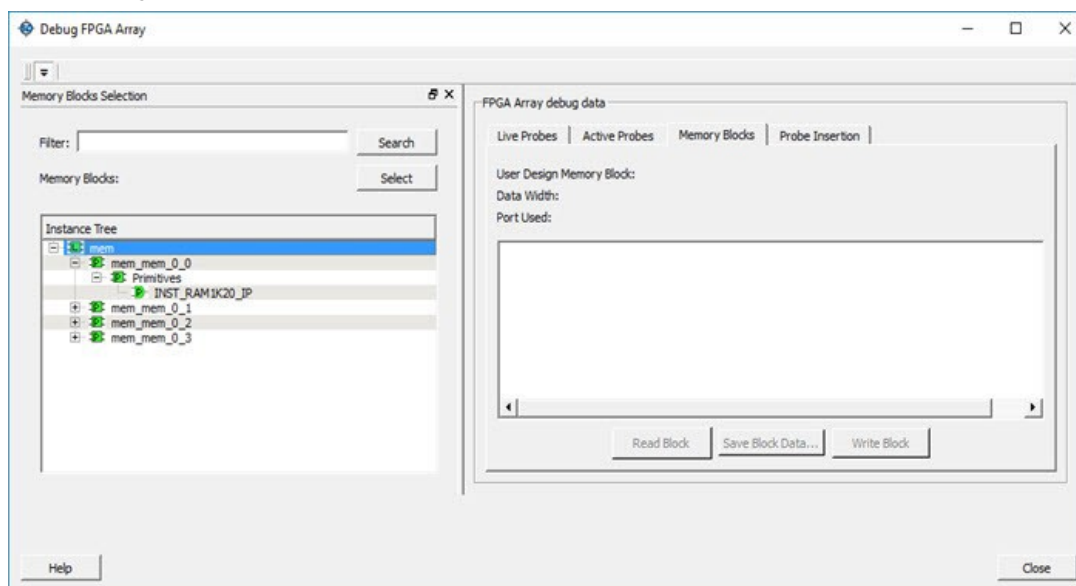 Debug FPGA Array
Memory Blocks Selection
Filter:
Search
Memory Blocks:
Select
Instance Tree
mem
mem_mem_0_0
Primitives
INST_RAM1K20_IP
mem_mem_0_1
mem_mem_0_2
mem_mem_0_3
FPGA Array debug data
Live Probes
Active Probes
Memory Blocks
Probe Insertion
User Design Memory Block:
Data Width:
Port Used:
Read Block
Save Block Data...
Write Block
Help
Close